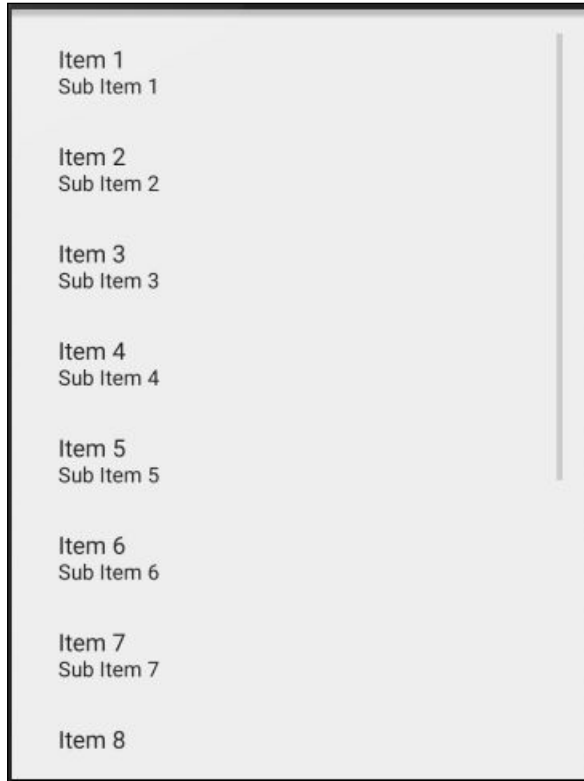 Item 1
Sub Item 1
Item 2
Sub Item 2
Item 3
Sub Item 3
Item 4
Sub Item 4
Item 5
Sub Item 5
Item 6
Sub Item 6
Item 7
Sub Item 7
Item 8